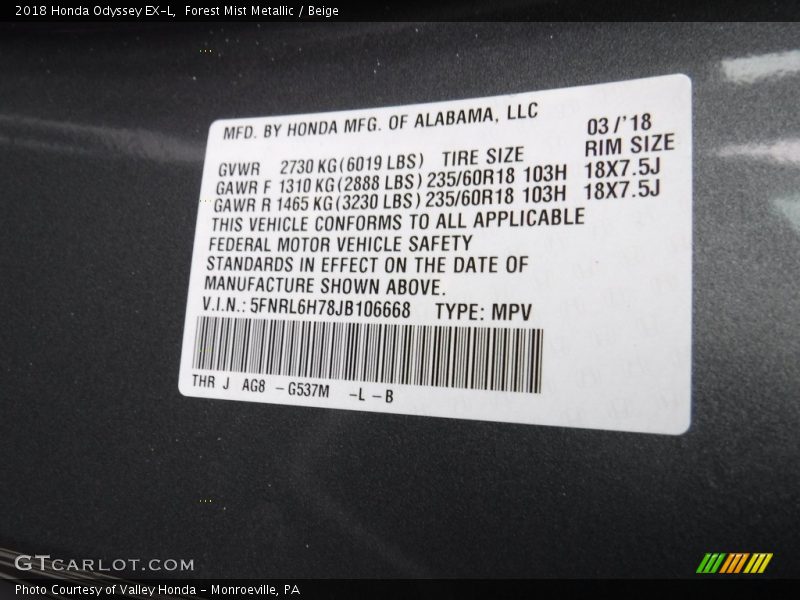 2018 Honda Odyssey EX-L, Forest Mist Metallic / Beige
MFD. BY HONDA MFG. OF ALABAMA, LLC 03/'18
GVWR 2730 KG(6019 LBS) TIRE SIZE RIM SIZE
GAWR F 1310 KG(2888 LBS) 235/60R18 103H 18X7.5J
GAWR R 1465 KG(3230 LBS) 235/60R18 103H 18X7.5J
THIS VEHICLE CONFORMS TO ALL APPLICABLE
FEDERAL MOTOR VEHICLE SAFETY
STANDARDS IN EFFECT ON THE DATE OF
MANUFACTURE SHOWN ABOVE.
V.I.N.: 5FNRL6H78JB106668 TYPE: MPV
THR J AG8 -G537M -L -B
GTCARLOT.COM
Photo Courtesy of Valley Honda - Monroeville, PA